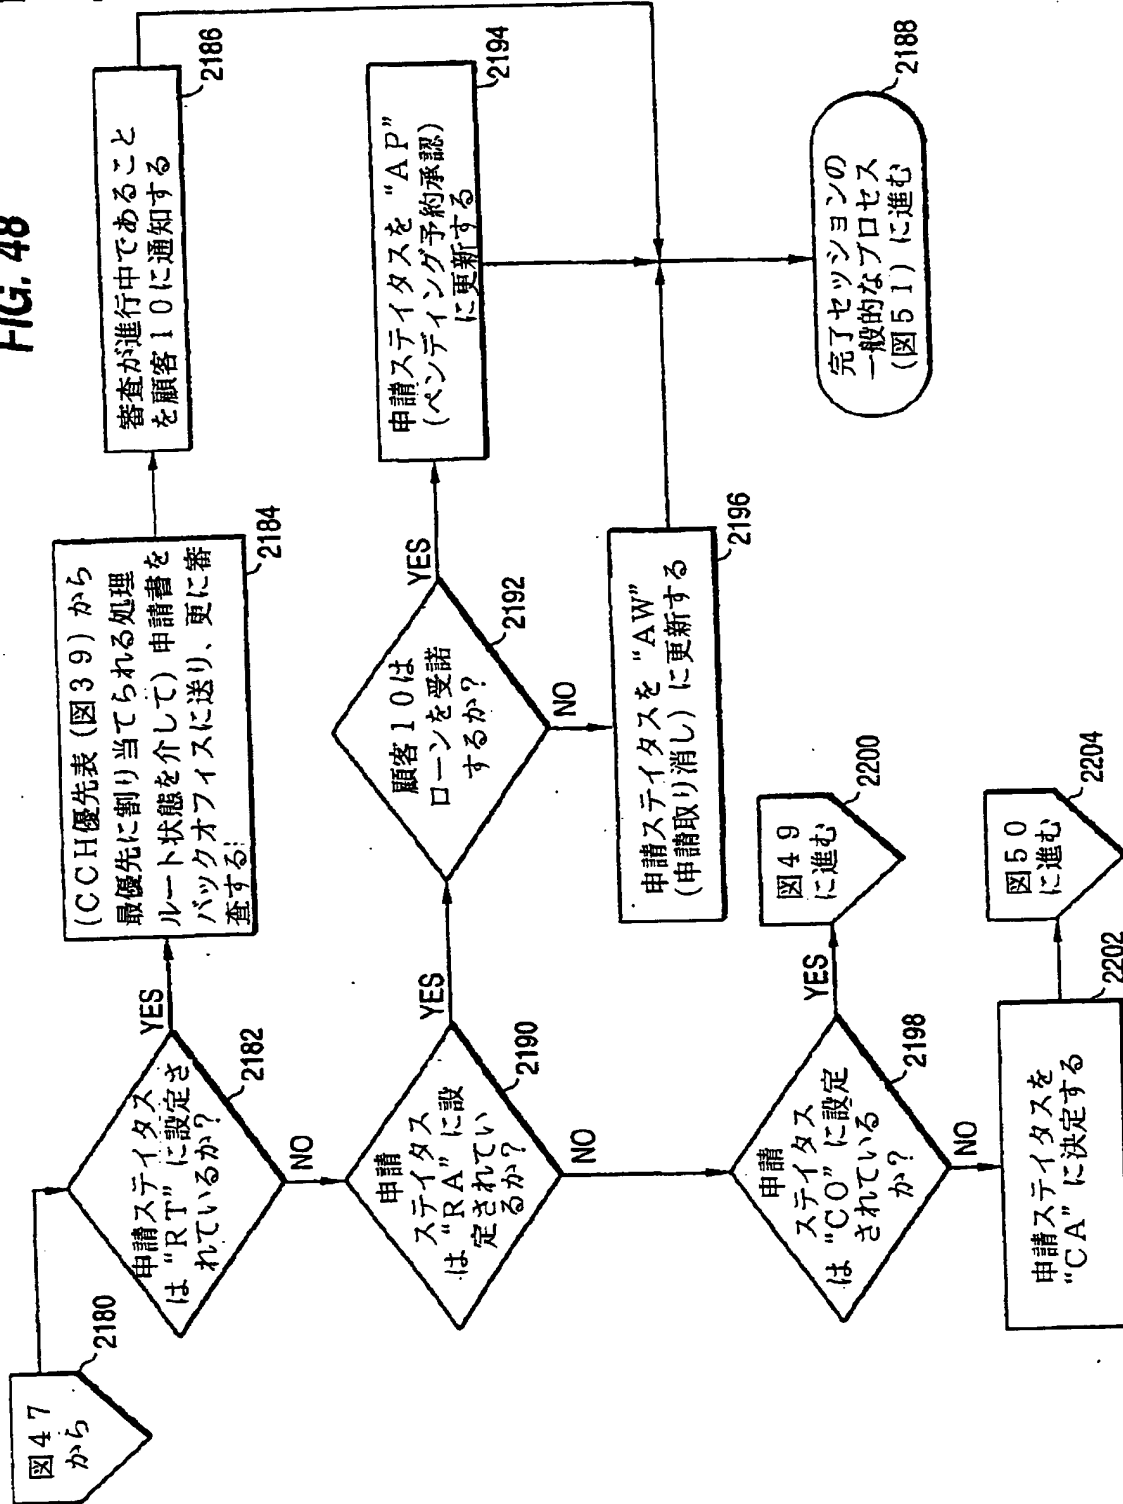 FIG. 48
図47
から
2180
申請ステイタス
は“RT”に設定さ
れているか?
2182
YES
NO
(CCH優先表(図39)から
最優先に割り当てられる処理
ルート状態を介して)申請書を
バックオフィスに送り、更に審
査する
2184
審査が進行中であること
を顧客10に通知する
2186
申請
ステイタス
は“RA”に設
定されてい
るか?
2190
YES
NO
顧客10は
ローンを受諾
するか?
2192
YES
NO
申請ステイタスを“AP”
(ペンディング予約承認)
に更新する
2194
申請ステイタスを“AW”
(申請取り消し)に更新する
2196
完了セッションの
一般的なプロセス
(図51)に進む
2188
申請
ステイタス
は“CO”に設定
されている
か?
2198
YES
NO
図49
に進む
2200
申請ステイタスを
“CA”に決定する
2202
図50
に進む
2204